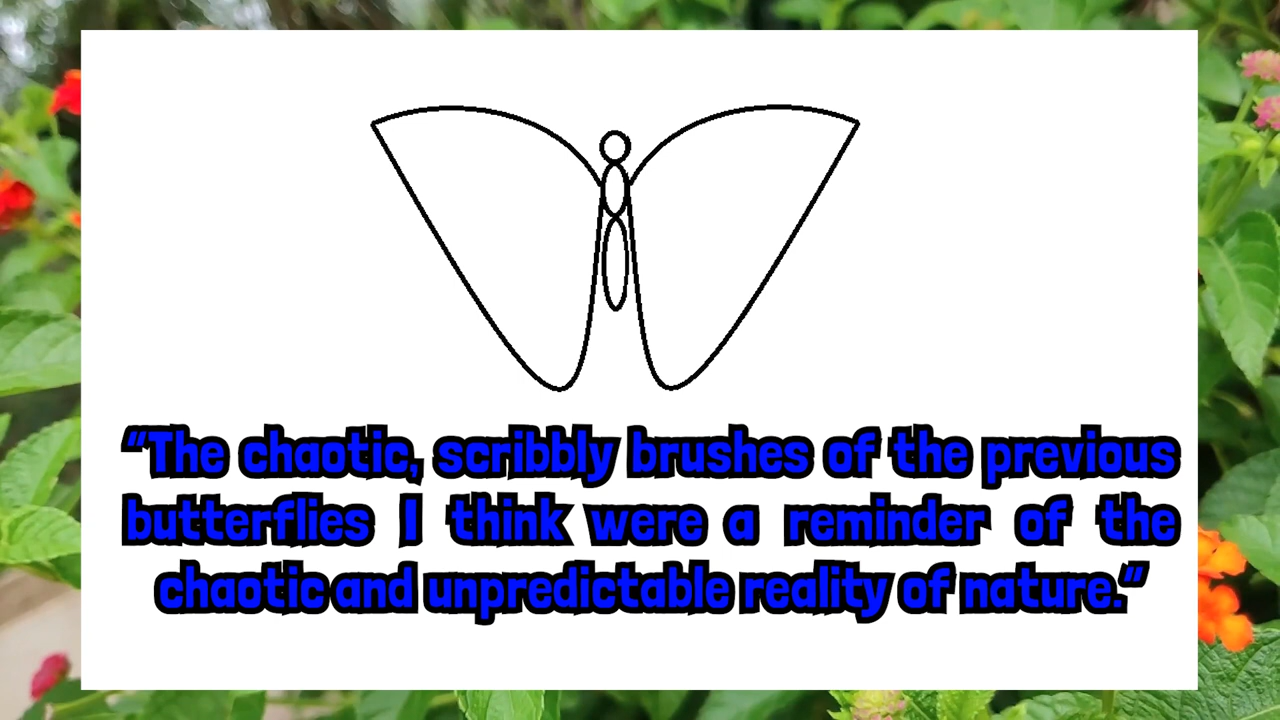 "The chaotic, scribbly brushes of the previous
butterflies I think were a reminder of the
chaotic and unpredictable reality of nature."